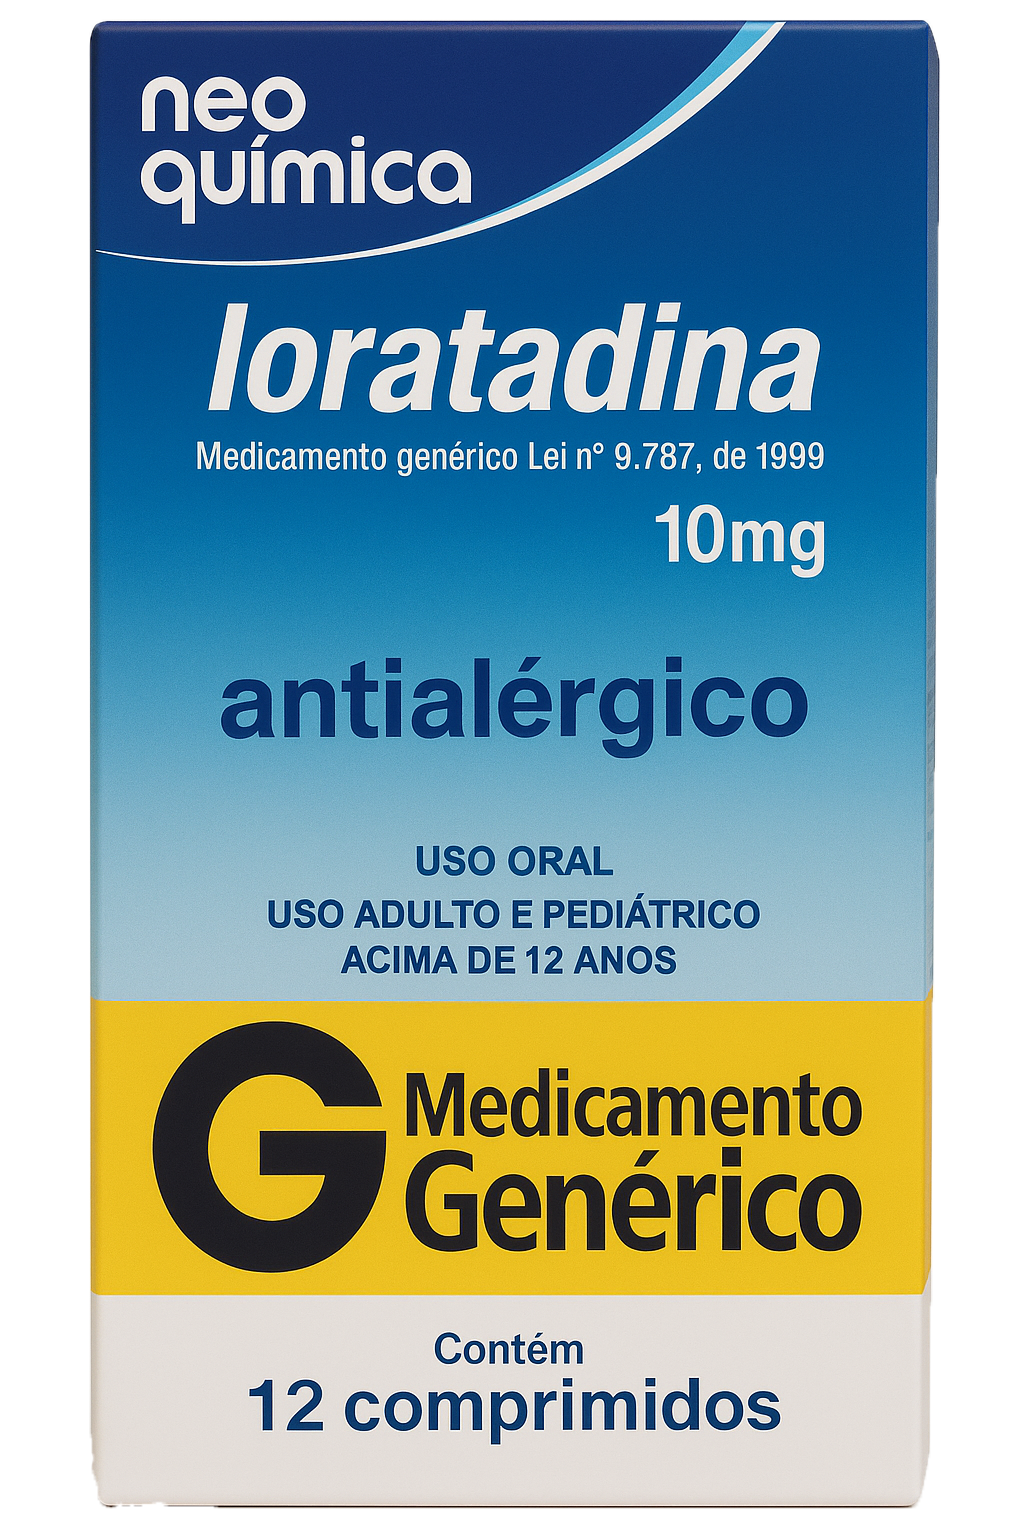 neo
química
loratadina
Medicamento genérico Lei n° 9.787, de 1999
10mg
antialérgico
USO ORAL
USO ADULTO E PEDIÁTRICO
ACIMA DE 12 ANOS
G Medicamento
Genérico
Contém
12 comprimidos